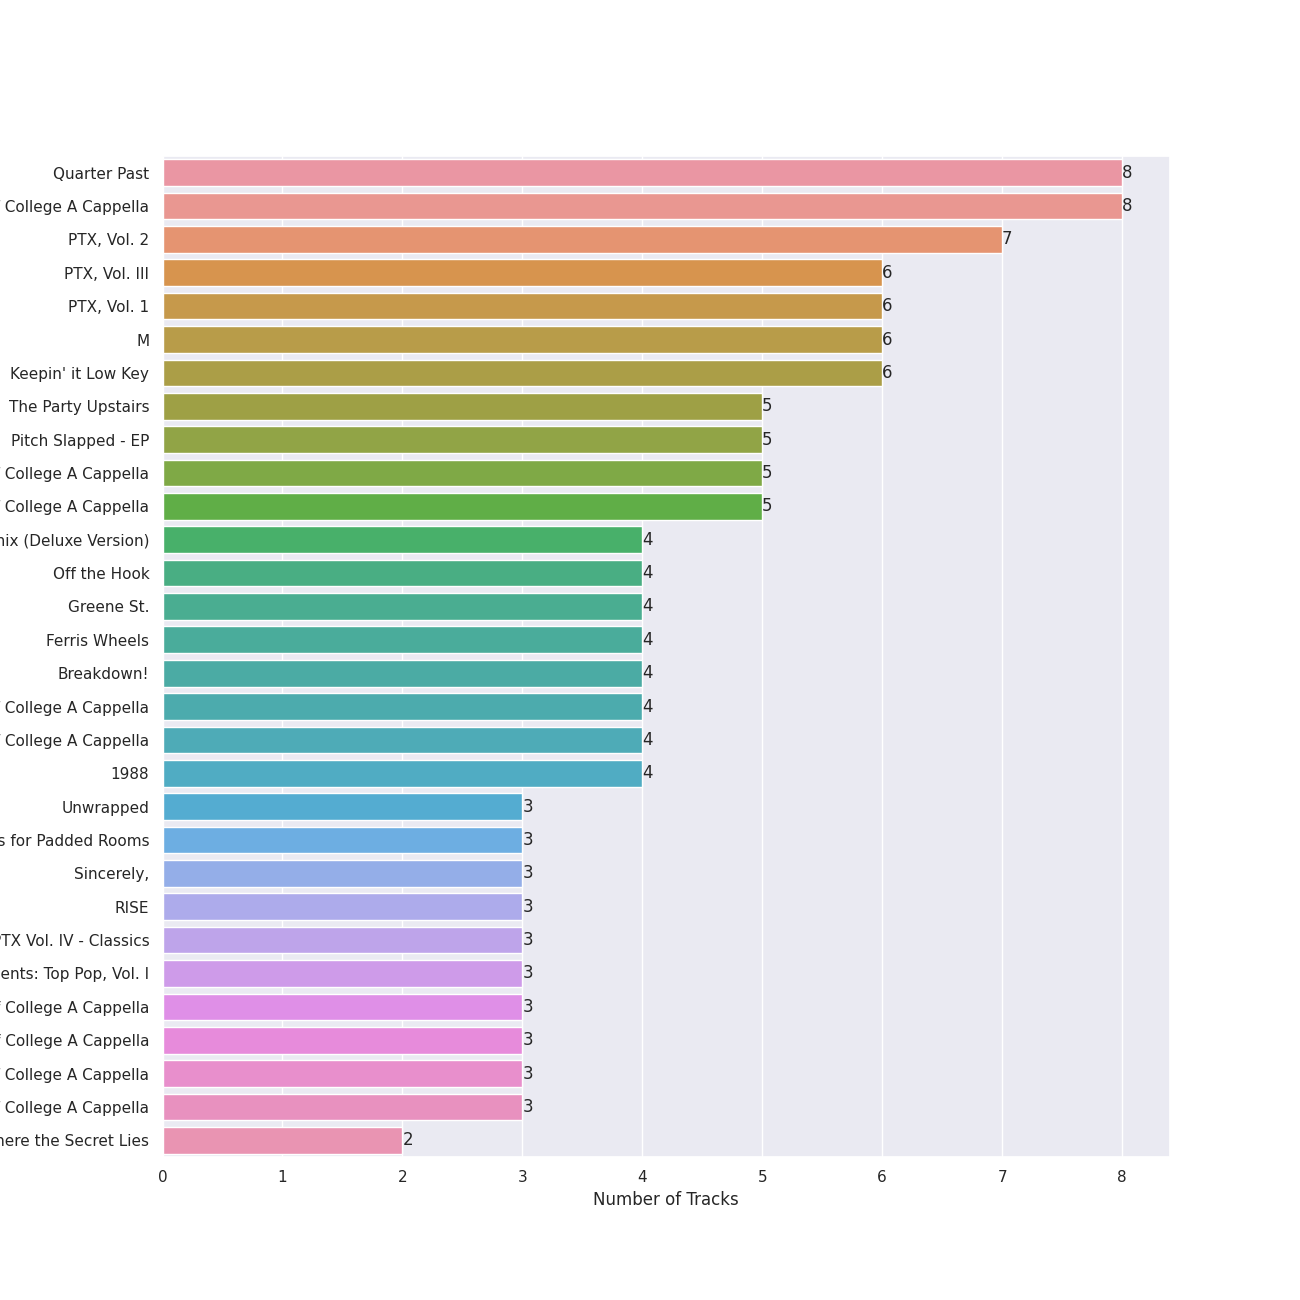 Quarter Past 8
College A Cappella 8
PTX, Vol. 2 7
PTX, Vol. III 6
PTX, Vol. 1 6
M 6
Keepin' it Low Key 6
The Party Upstairs 5
Pitch Slapped - EP 5
College A Cappella 5
College A Cappella 5
(Deluxe Version) 4
Off the Hook 4
Greene St. 4
Ferris Wheels 4
Breakdown! 4
College A Cappella 4
College A Cappella 4
1988 4
Unwrapped 3
for Padded Rooms 3
Sincerely, 3
RISE 3
PTX Vol. IV - Classics 3
Top Pop, Vol. I 3
College A Cappella 3
College A Cappella 3
College A Cappella 3
College A Cappella 3
the Secret Lies 2
0 1 2 3 4 5 6 7 8
Number of Tracks